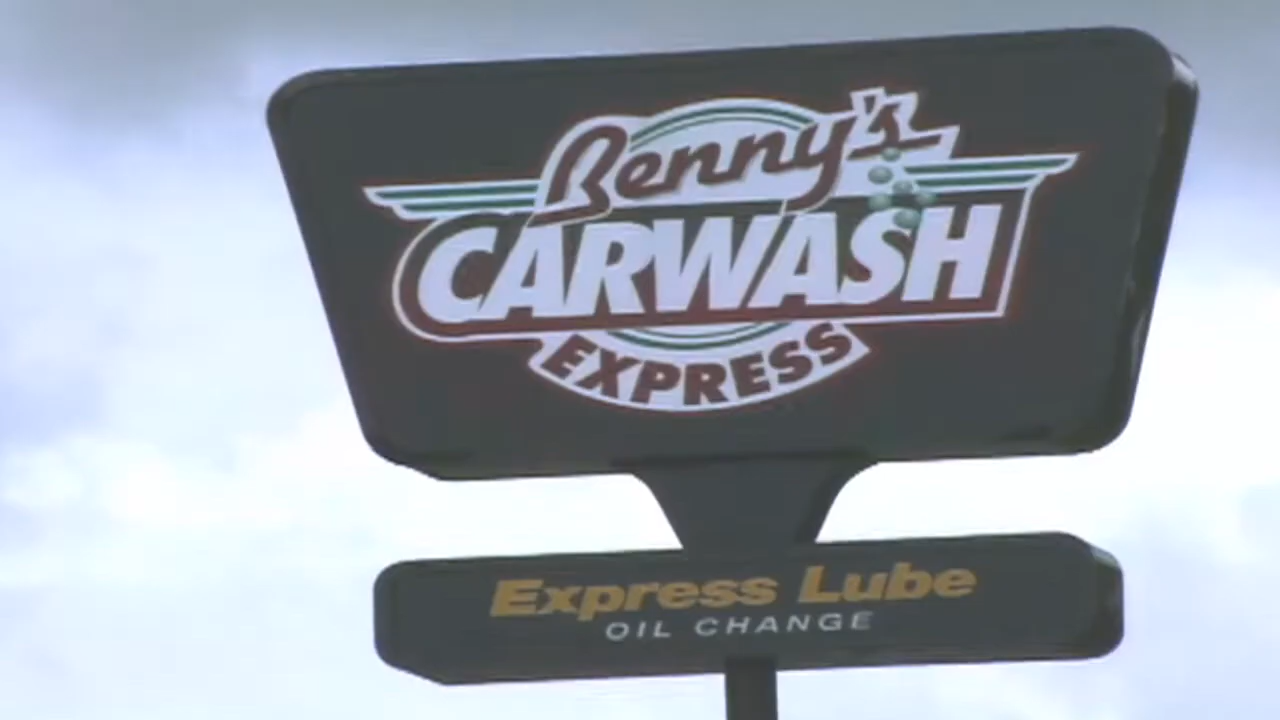 Benny's
CARWASH
EXPRESS
Express Lube
OIL CHANGE